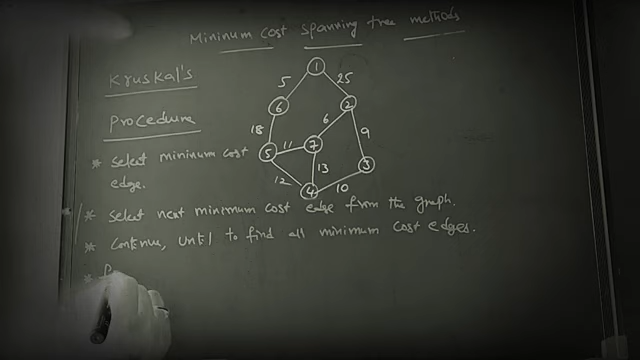 Mininum cost spanning tree methods
Kruskal's
Procedure
* select mininum cost
edge.
* select next minimum cost edge from the graph.
* continue, until to find all minimum cost edges.
*
1
5
25
6
2
18
6
9
5
11
7
12
13
3
4
10